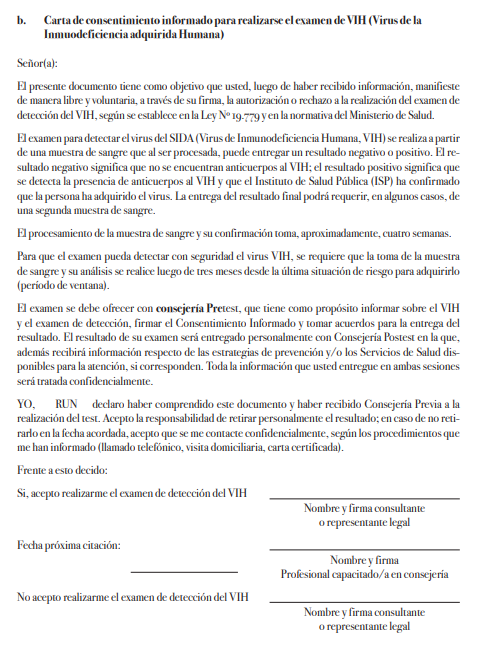 b. Carta de consentimiento informado para realizarse el examen de VIH (Virus de la
Inmuodeficiencia adquirida Humana)
Señor(a):
El presente documento tiene como objetivo que usted, luego de haber recibido información, manifieste
de manera libre y voluntaria, a través de su firma, la autorización o rechazo a la realización del examen de
detección del VIH, según se establece en la Ley Nº 19.779 y en la normativa del Ministerio de Salud.
El examen para detectar el virus del SIDA (Virus de Inmunodeficiencia Humana, VIH) se realiza a partir
de una muestra de sangre que al ser procesada, puede entregar un resultado negativo o positivo. El re-
sultado negativo significa que no se encuentran anticuerpos al VIH; el resultado positivo significa que
se detecta la presencia de anticuerpos al VIH y que el Instituto de Salud Pública (ISP) ha confirmado
que la persona ha adquirido el virus. La entrega del resultado final podrá requerir, en algunos casos, de
una segunda muestra de sangre.
El procesamiento de la muestra de sangre y su confirmación toma, aproximadamente, cuatro semanas.
Para que el examen pueda detectar con seguridad el virus VIH, se requiere que la toma de la muestra
de sangre y su análisis se realice luego de tres meses desde la última situación de riesgo para adquirirlo
(período de ventana).
El examen se debe ofrecer con consejería Pretest, que tiene como propósito informar sobre el VIH
y el examen de detección, firmar el Consentimiento Informado y tomar acuerdos para la entrega del
resultado. El resultado de su examen será entregado personalmente con Consejería Postest en la que,
además recibirá información respecto de las estrategias de prevención y/o los Servicios de Salud dis-
ponibles para la atención, si corresponden. Toda la información que usted entregue en ambas sesiones
será tratada confidencialmente.
YO, RUN declaro haber comprendido este documento y haber recibido Consejería Previa a la
realización del test. Acepto la responsabilidad de retirar personalmente el resultado; en caso de no reti-
rarlo en la fecha acordada, acepto que se me contacte confidencialmente, según los procedimientos que
me han informado (llamado telefónico, visita domiciliaria, carta certificada).
Frente a esto decido:
Si, acepto realizarme el examen de detección del VIH
Nombre y firma consultante
o representante legal
Fecha próxima citación:
Nombre y firma
Profesional capacitado/a en consejería
No acepto realizarme el examen de detección del VIH
Nombre y firma consultante
o representante legal